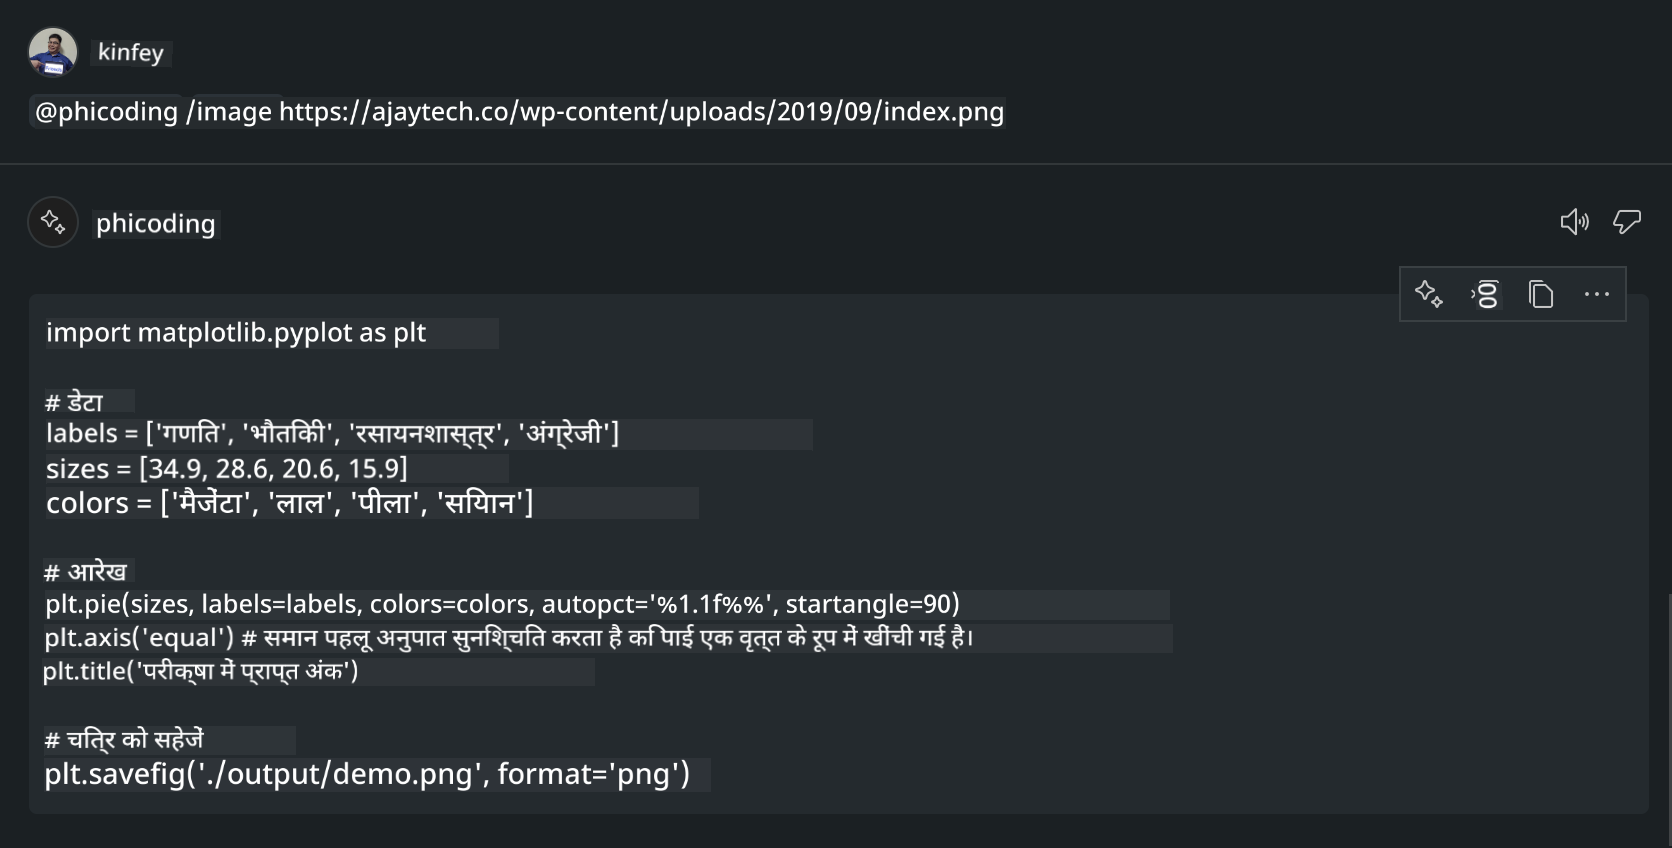 kinfey
@phicoding /image https://ajaytech.co/wp-content/uploads/2019/09/index.png
phicoding
import matplotlib.pyplot as plt
# डेटा
labels = ['गणित', 'भौतिकी', 'रसायनशास्त्र', 'अंग्रेजी']
sizes = [34.9, 28.6, 20.6, 15.9]
colors = ['मैजेंटा', 'लाल', 'पीला', 'सियान']
# आरेख
plt.pie(sizes, labels=labels, colors=colors, autopct='%1.1f%%', startangle=90)
plt.axis('equal') # समान पहलू अनुपात सुनिश्चित करता है कि पाई एक वृत्त के रूप में खींची गई है।
plt.title('परीक्षा में प्राप्त अंक')
# चित्र को सहेजें
plt.savefig('./output/demo.png', format='png')